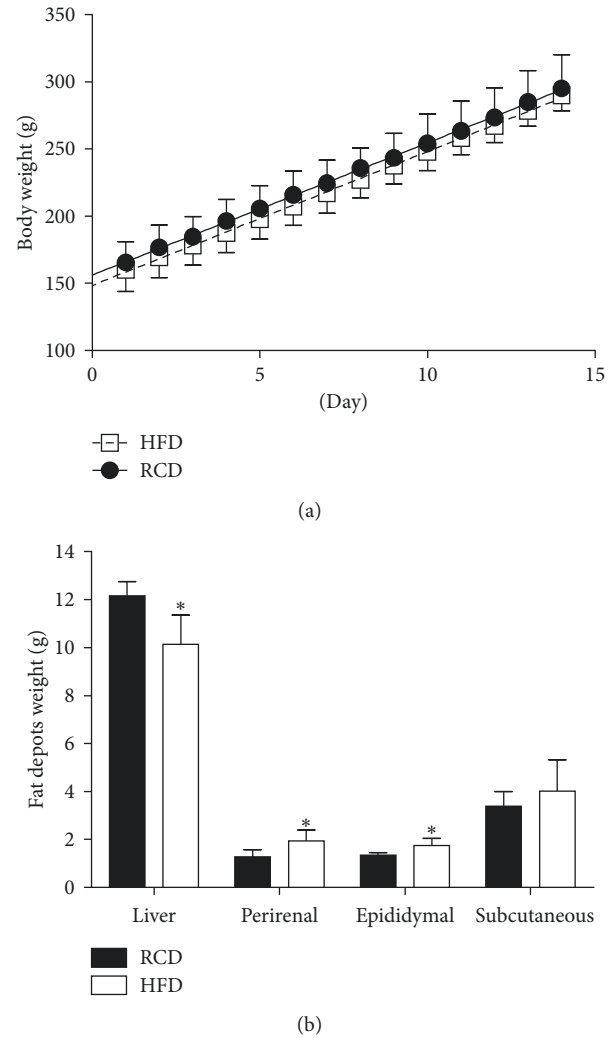 350
300
250
200
150
100
Body weight (g)
0
5
10
15
(Day)
HFD
RCD
(a)
14
12
10
8
6
4
2
0
Fat depots weight (g)
*
*
*
Liver
Perirenal
Epididymal
Subcutaneous
RCD
HFD
(b)